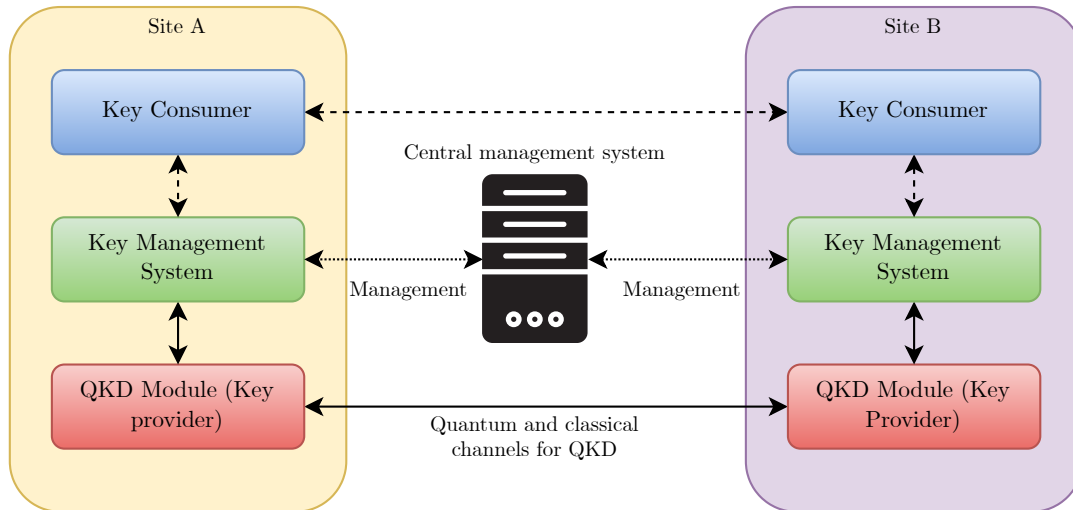 Site A
Site B
Key Consumer
Key Consumer
Central management system
Key Management
System
Key Management
System
Management
Management
QKD Module (Key
provider)
QKD Module (Key
Provider)
Quantum and classical
channels for QKD